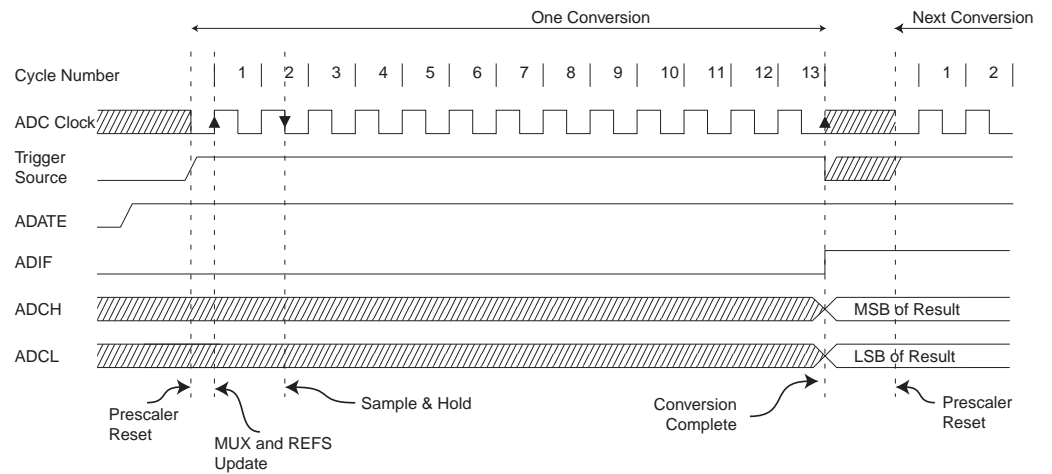 One Conversion
Next Conversion
Cycle Number
1 2 3 4 5 6 7 8 9 10 11 12 13 1 2
ADC Clock
Trigger
Source
ADATE
ADIF
ADCH
MSB of Result
ADCL
LSB of Result
Prescaler
Reset
MUX and REFS
Update
Sample & Hold
Conversion
Complete
Prescaler
Reset